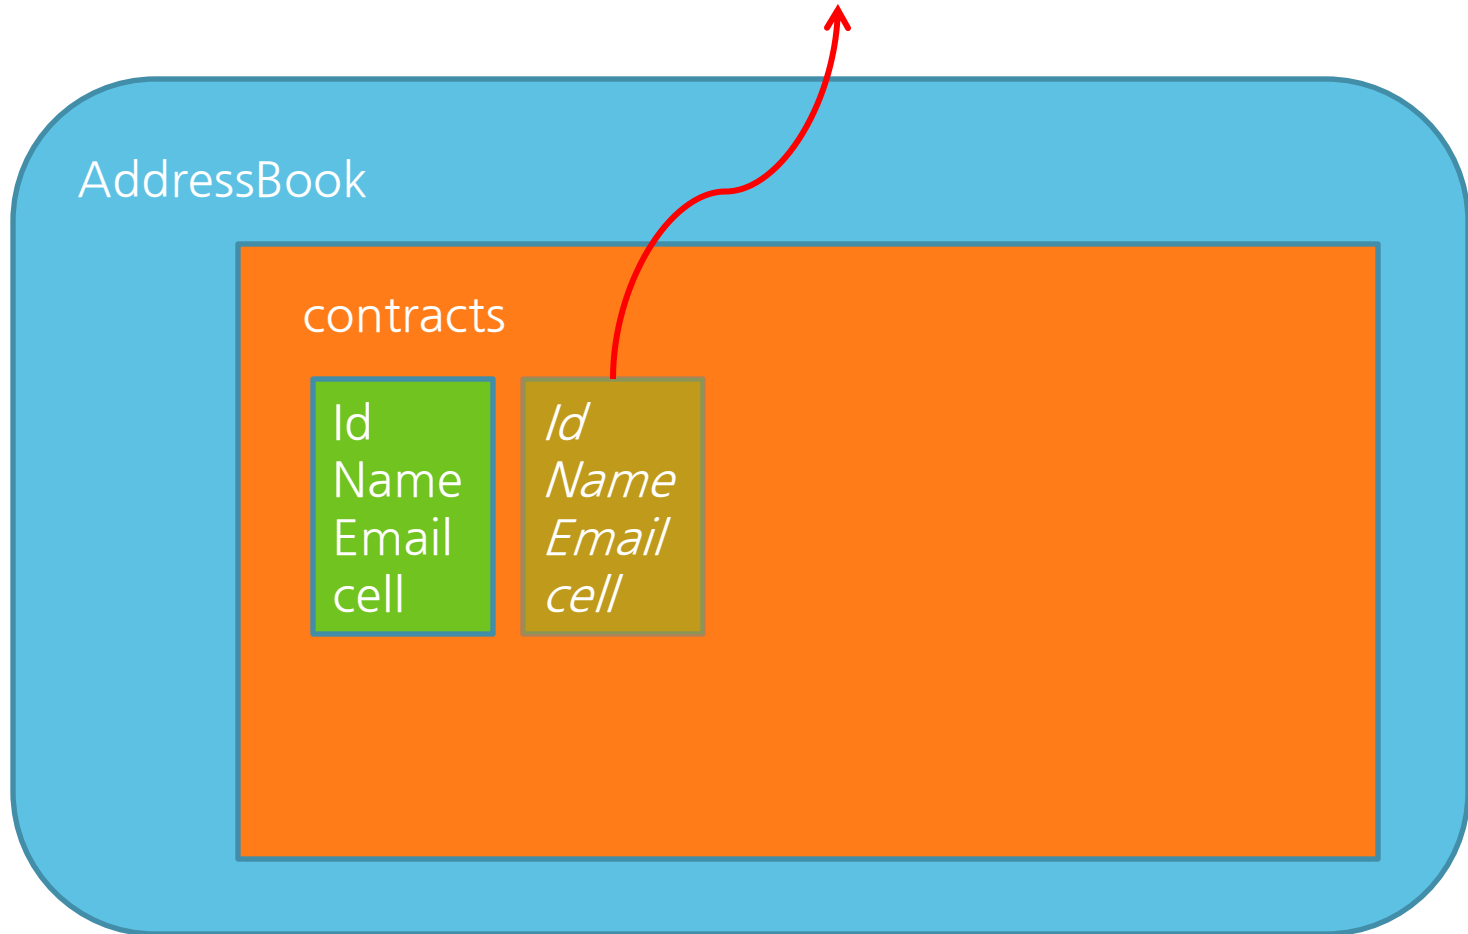 AddressBook
contracts
Id
Name
Email
cell
Id
Name
Email
cell